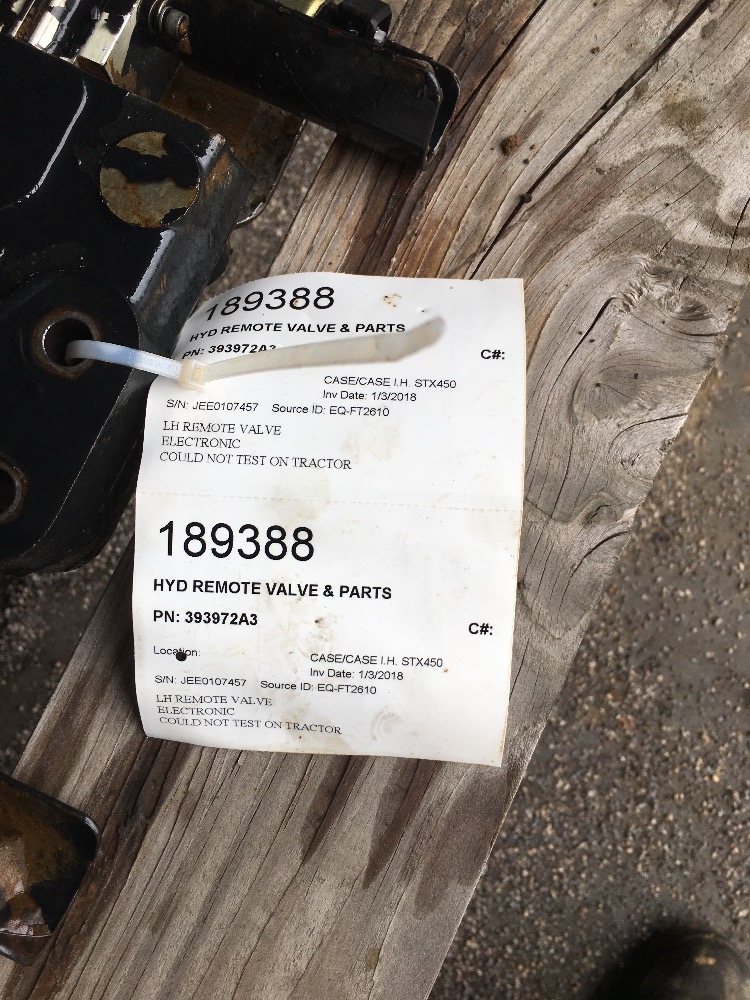 189388
HYD REMOTE VALVE & PARTS
PN: 393972A3
C#:
CASE/CASE I.H. STX450
Inv Date: 1/3/2018
S/N: JEE0107457 Source ID: EQ-FT2610
LH REMOTE VALVE
ELECTRONIC
COULD NOT TEST ON TRACTOR
189388
HYD REMOTE VALVE & PARTS
PN: 393972A3
C#:
Location:
CASE/CASE I.H. STX450
Inv Date: 1/3/2018
S/N: JEE0107457 Source ID: EQ-FT2610
LH REMOTE VALVE
ELECTRONIC
COULD NOT TEST ON TRACTOR